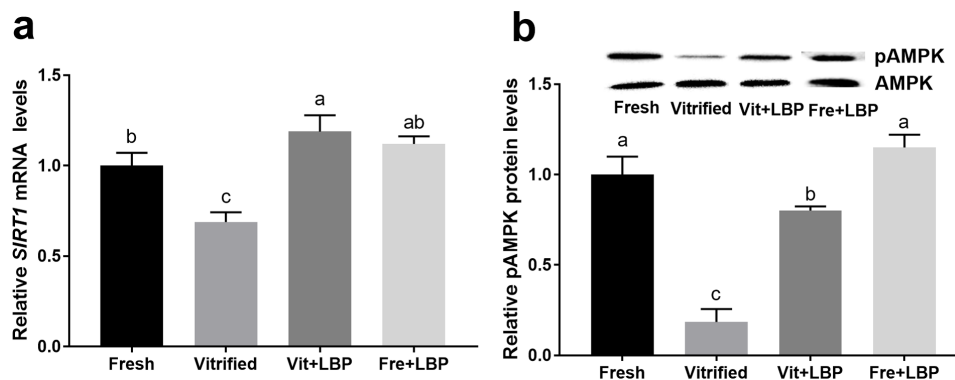 a
Relative SIRT1 mRNA levels
1.5
1.0
0.5
0.0
b
c
a
ab
Fresh Vitrified Vit+LBP Fre+LBP
b
pAMPK
AMPK
Fresh Vitrified Vit+LBP Fre+LBP
Relative pAMPK protein levels
1.5
1.0
0.5
0.0
a
c
b
a
Fresh Vitrified Vit+LBP Fre+LBP